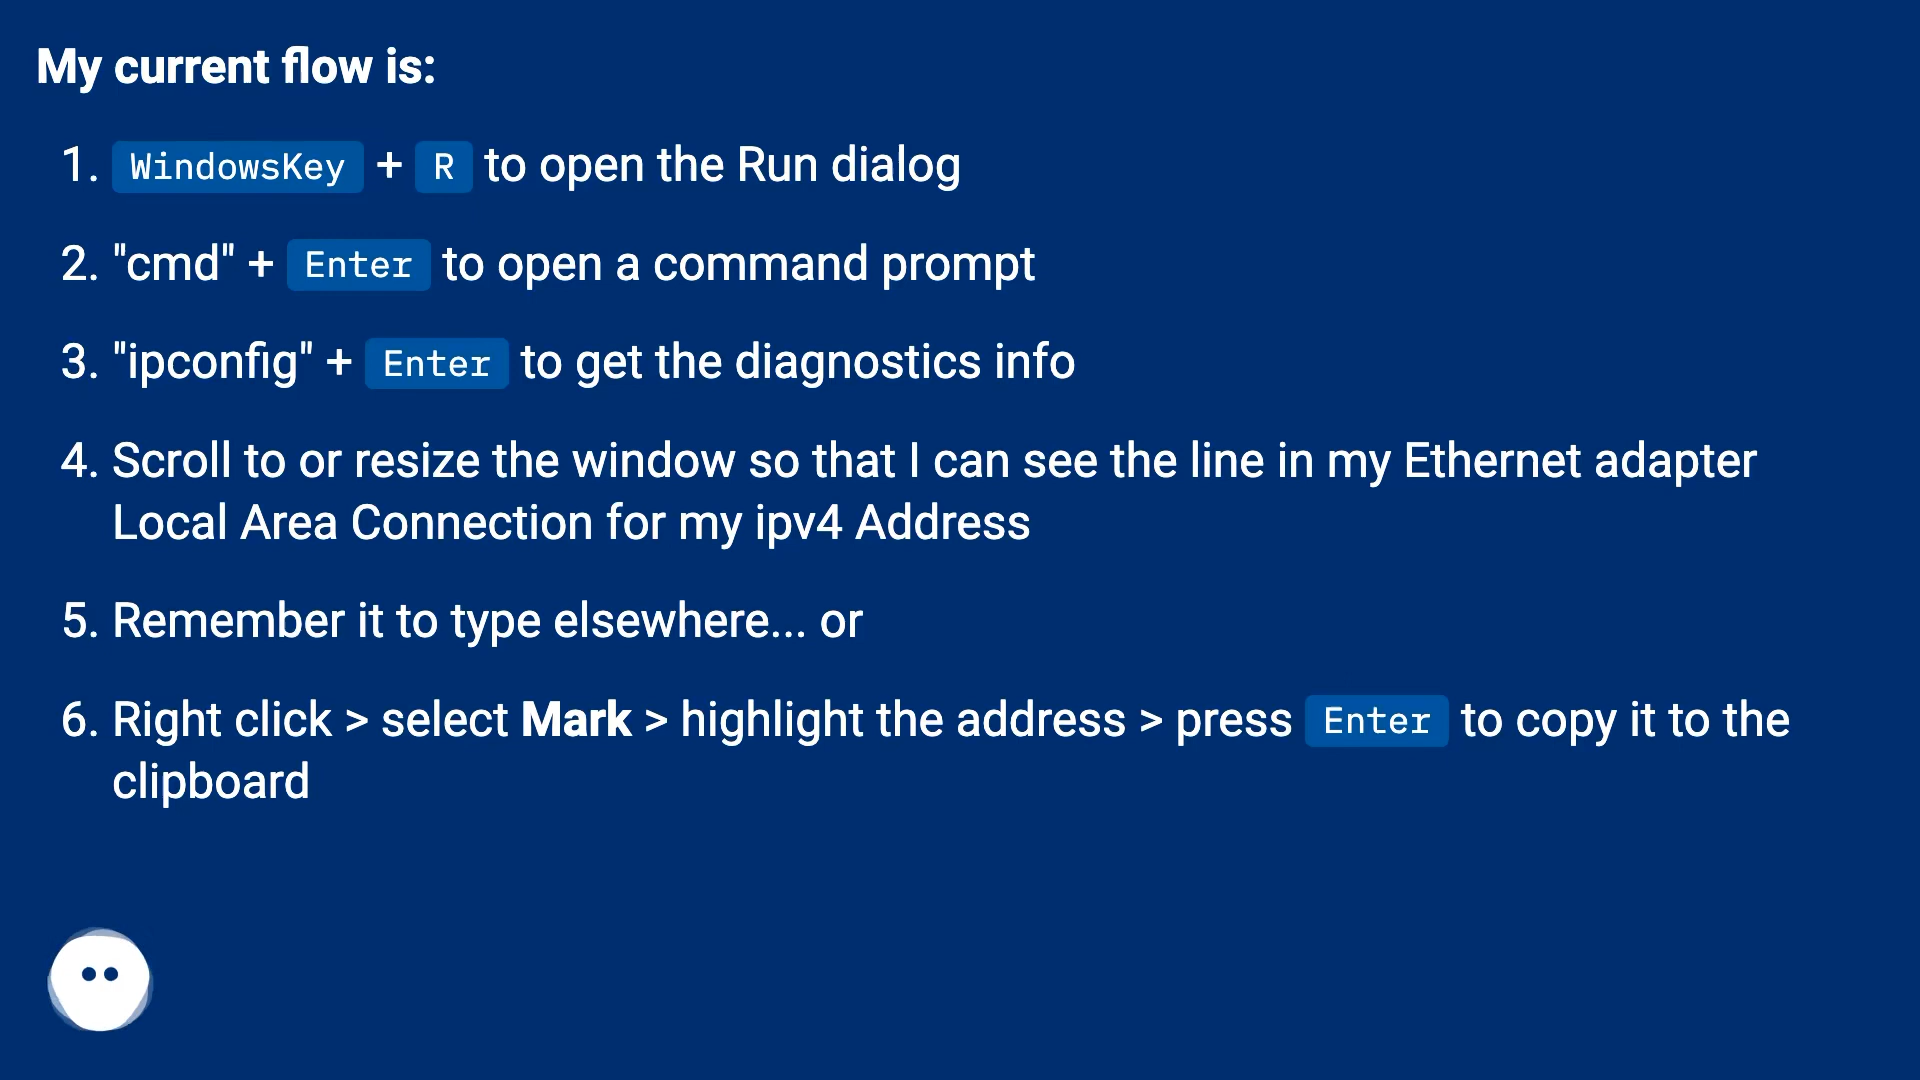 My current flow is:
1. WindowsKey + R to open the Run dialog
2. "cmd" + Enter to open a command prompt
3. "ipconfig" + Enter to get the diagnostics info
4. Scroll to or resize the window so that I can see the line in my Ethernet adapter
Local Area Connection for my ipv4 Address
5. Remember it to type elsewhere... or
6. Right click > select Mark > highlight the address > press Enter to copy it to the
clipboard